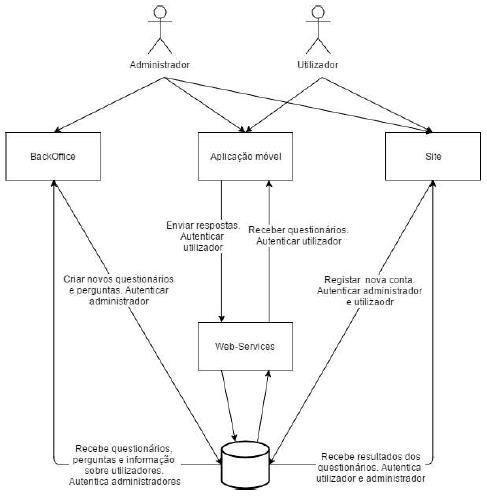 Administrador
Utilizador
BackOffice
Aplicação móvel
Site
Enviar respostas.
Autenticar
utilizador
Receber questionários.
Autenticar utilizador
Criar novos questionários
e perguntas. Autenticar
administrador
Registar nova conta.
Autenticar administrador
e utilizaodr
Web-Services
Recebe questionários,
perguntas e informação
sobre utilizadores.
Autentica administradores
Recebe resultados dos
questionários. Autentica
utilizador e administrador